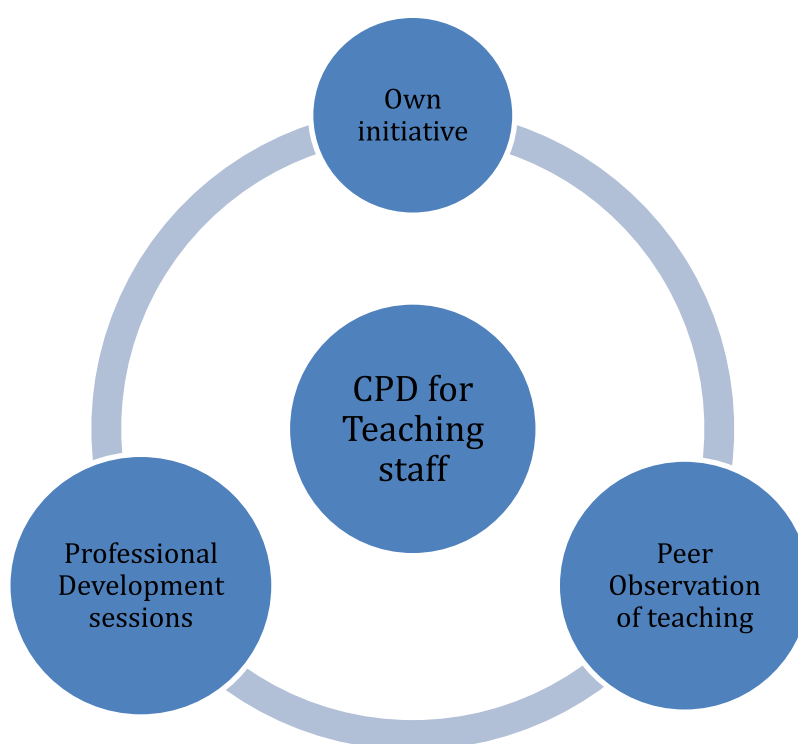 Own
initiative
CPD for
Teaching
staff
Professional
Development
sessions
Peer
Observation
of teaching